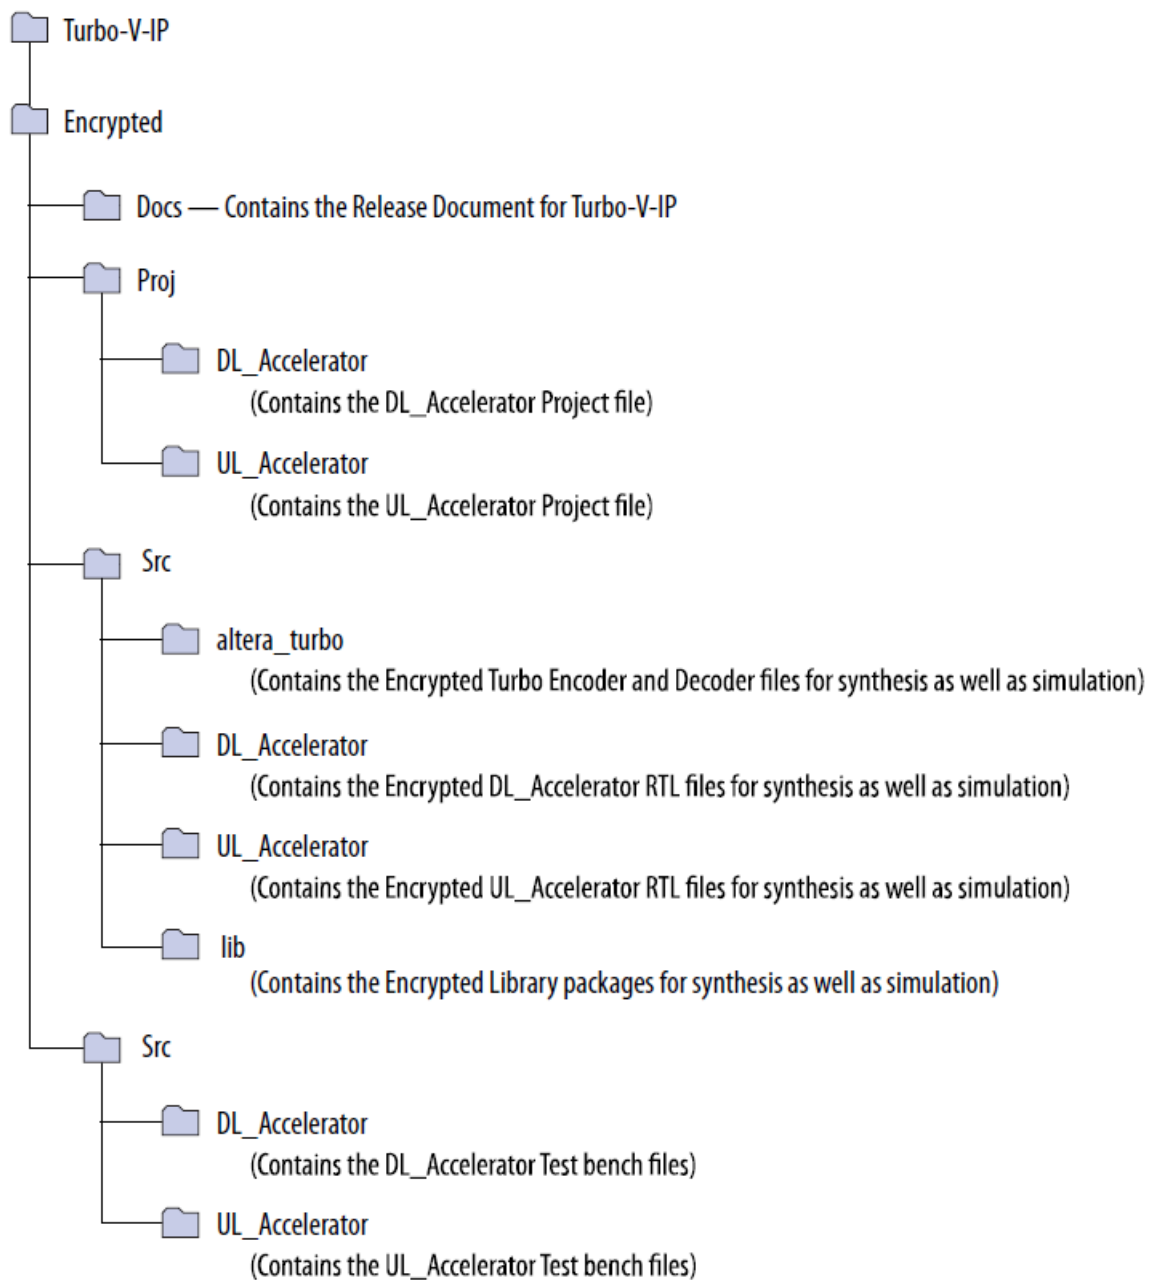 Turbo-V-IP
Encrypted
Docs — Contains the Release Document for Turbo-V-IP
Proj
DL_Accelerator
(Contains the DL_Accelerator Project file)
UL_Accelerator
(Contains the UL_Accelerator Project file)
Src
altera_turbo
(Contains the Encrypted Turbo Encoder and Decoder files for synthesis as well as simulation)
DL_Accelerator
(Contains the Encrypted DL_Accelerator RTL files for synthesis as well as simulation)
UL_Accelerator
(Contains the Encrypted UL_Accelerator RTL files for synthesis as well as simulation)
lib
(Contains the Encrypted Library packages for synthesis as well as simulation)
Src
DL_Accelerator
(Contains the DL_Accelerator Test bench files)
UL_Accelerator
(Contains the UL_Accelerator Test bench files)